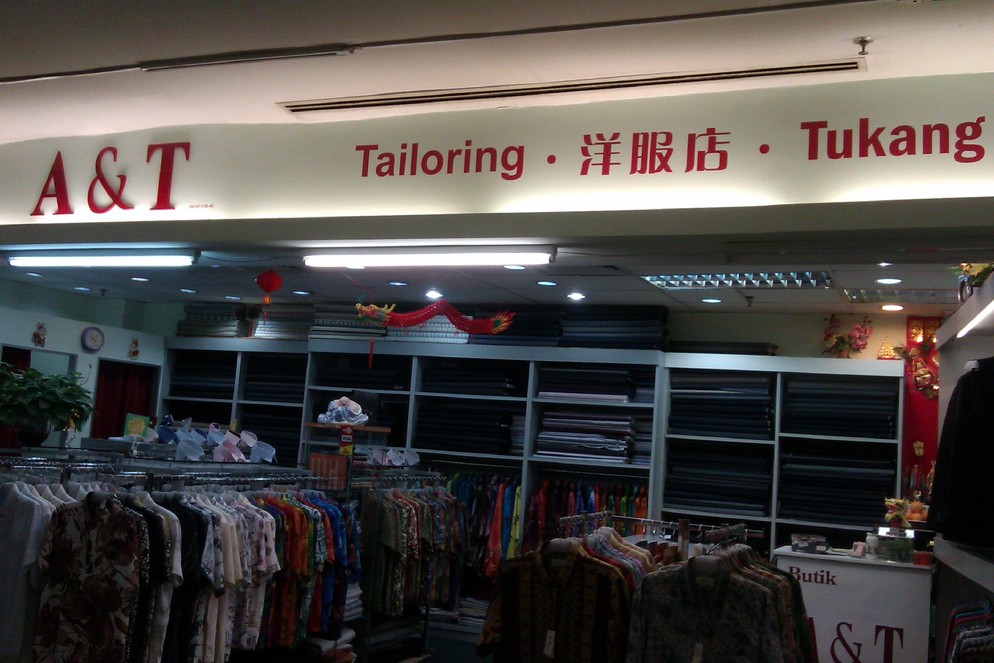 A & T Tailoring · 洋服店 · Tukang
Butik
A & T